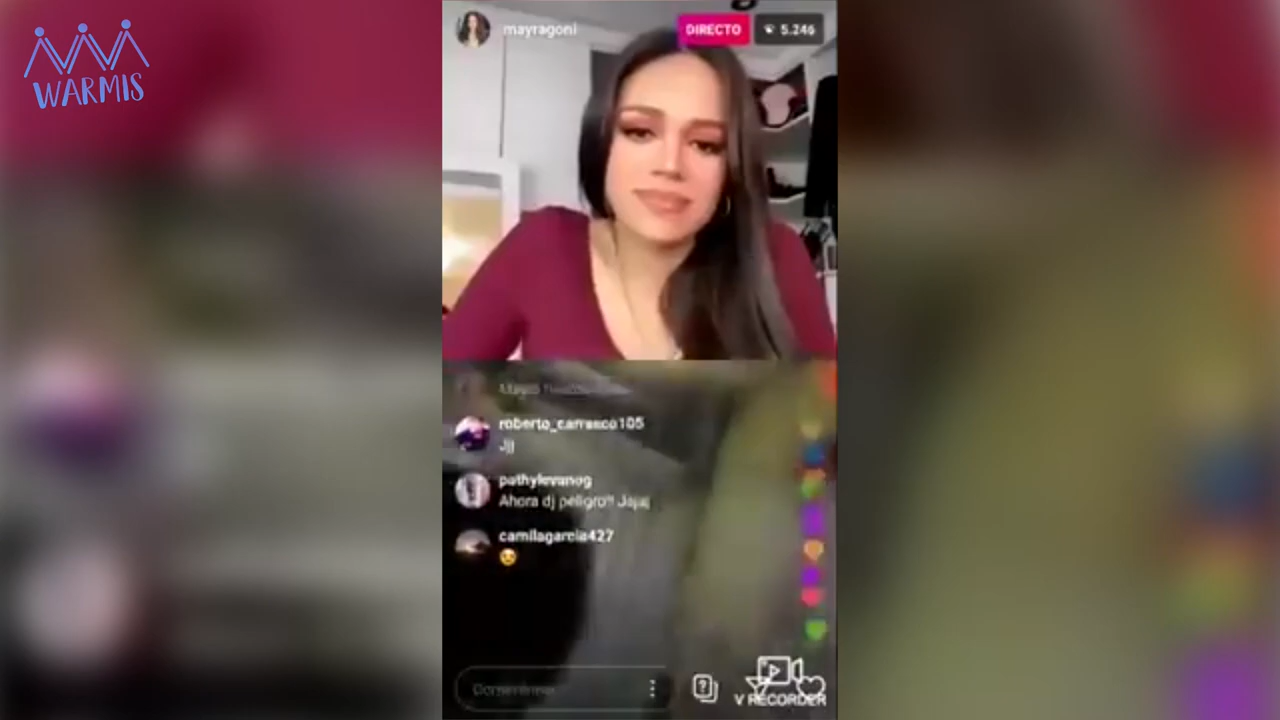 WARMIS
mayragoni
DIRECTO
5.246
roberto_carrasco105
Jjj
pathylevanog
Ahora dj peligro!! Jajaj
camilagarcia427
V RECORDER